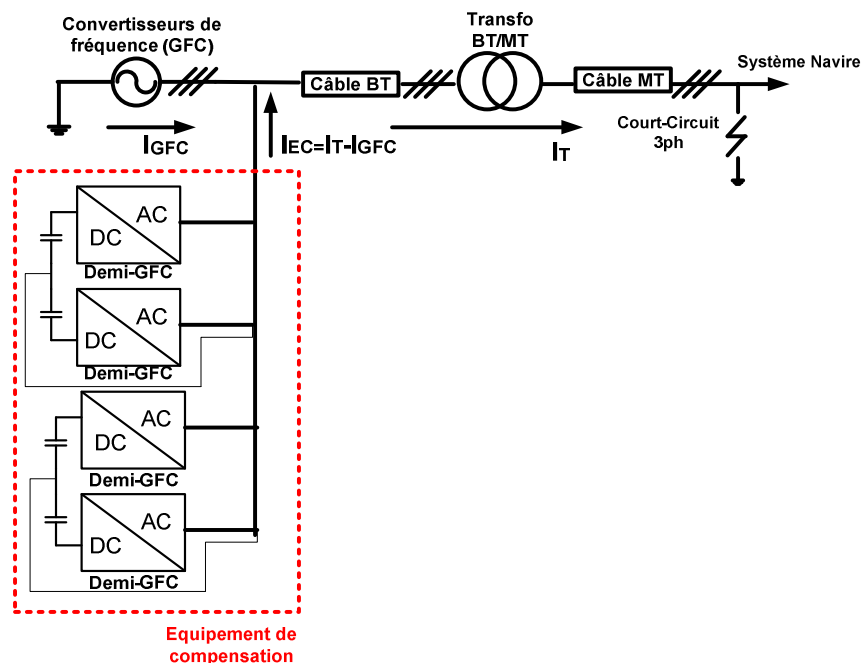 Convertisseurs de
fréquence (GFC)
Transfo
BT/MT
Câble BT
Câble MT
Système Navire
Court-Circuit
3ph
IGFC
IEC=IT-IGFC
IT
AC
DC
Demi-GFC
AC
DC
Demi-GFC
AC
DC
Demi-GFC
AC
DC
Demi-GFC
Equipement de
compensation